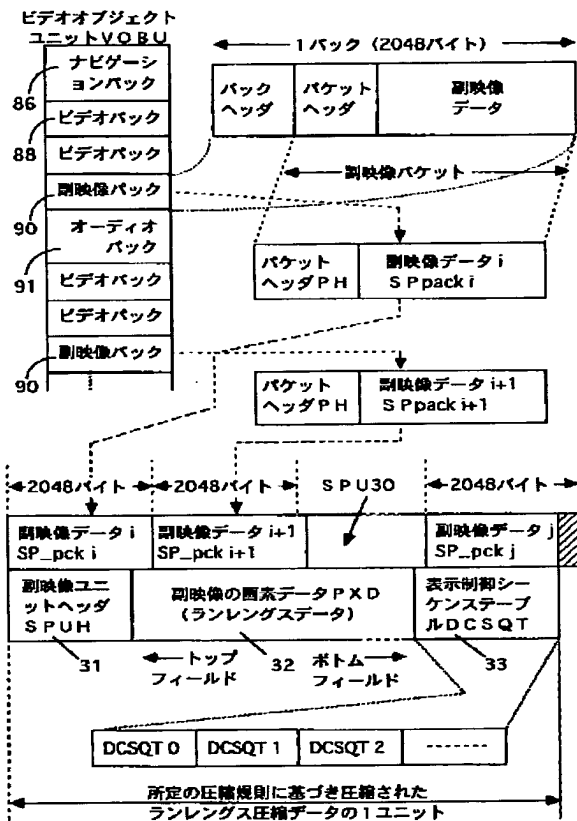 ビデオオブジェクト
ユニットVOBU
ナビゲーシ
ョンパック
86
ビデオパック
88
ビデオパック
副映像パック
90
オーディオ
パック
91
ビデオパック
ビデオパック
副映像パック
90
1パック(2048バイト)
パック
ヘッダ
パケット
ヘッダ
副映像
データ
副映像パケット
パケット
ヘッダPH
副映像データi
SPpack i
パケット
ヘッダPH
副映像データi+1
SPpack i+1
2048バイト
2048バイト
SPU30
2048バイト
副映像データi
SP_pck i
副映像データi+1
SP_pck i+1
副映像データj
SP_pck j
副映像ユニ
ットヘッダ
SPUH
副映像の画素データPXD
(ランレングスデータ)
表示制御シー
ケンステーブ
ルDCSQT
31
トップ
フィールド
32
ボトム
フィールド
33
DCSQT 0
DCSQT 1
DCSQT 2
所定の圧縮規則に基づき圧縮された
ランレングス圧縮データの1ユニット